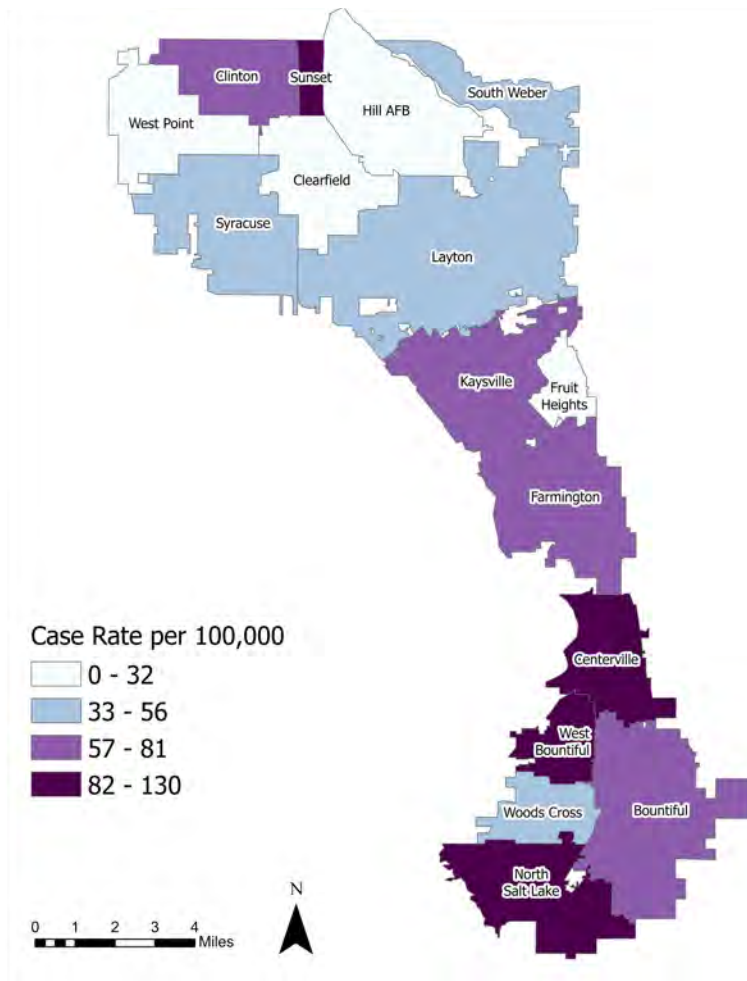 Clinton
Sunset
South Weber
Hill AFB
West Point
Clearfield
Syracuse
Layton
Kaysville
Fruit
Heights
Farmington
Case Rate per 100,000
0 - 32
33 - 56
57 - 81
82 - 130
Centerville
West
Bountiful
Woods Cross
Bountiful
North
Salt Lake
N
0 1 2 3 4
Miles